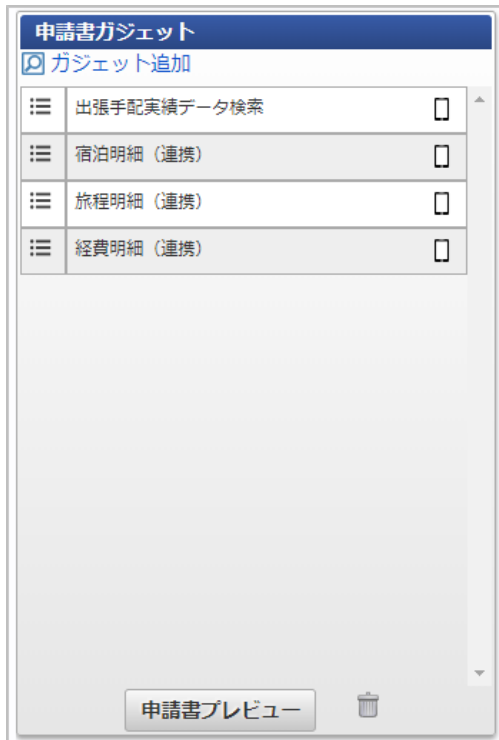 申請書ガジェット
ガジェット追加
出張手配実績データ検索
宿泊明細（連携）
旅程明細（連携）
経費明細（連携）
申請書プレビュー